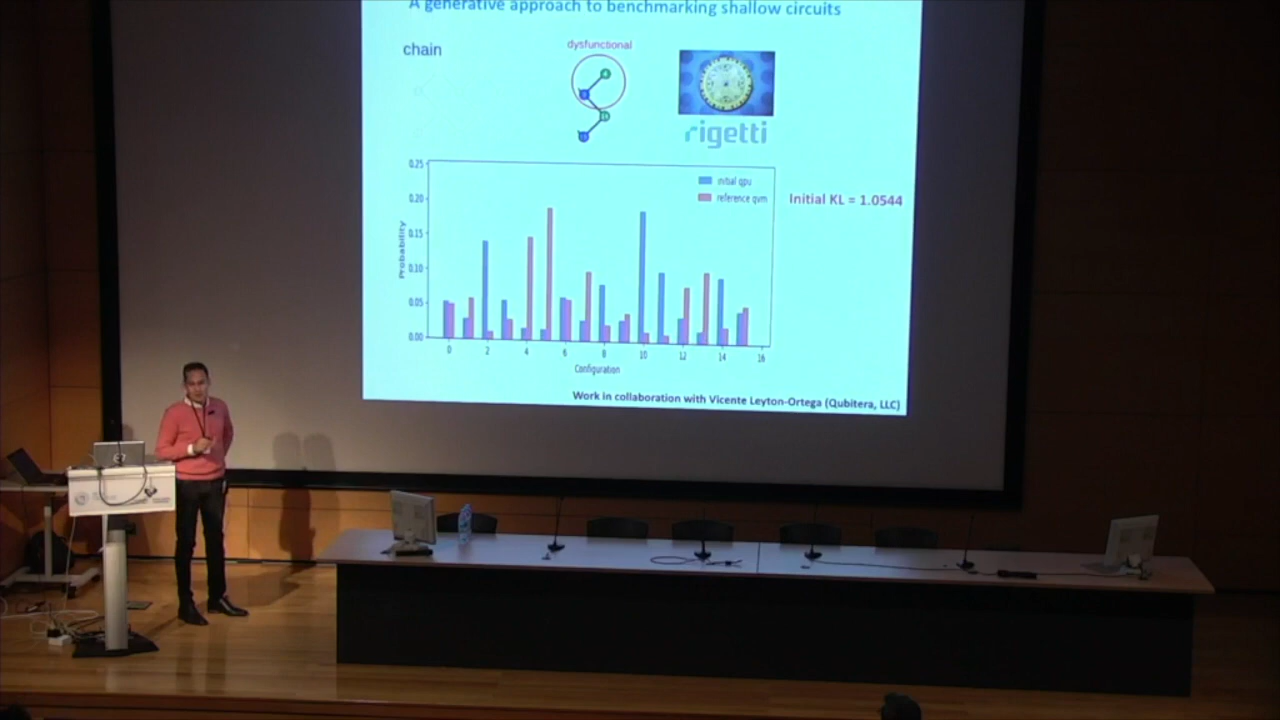 A generative approach to benchmarking shallow circuits
chain
dysfunctional
rigetti
0.25
0.20
0.15
0.10
0.05
0.00
Probability
initial qpu
reference qvm
Initial KL = 1.0544
0 2 4 6 8 10 12 14 16
Configuration
Work in collaboration with Vicente Leyton-Ortega (Qubitera, LLC)